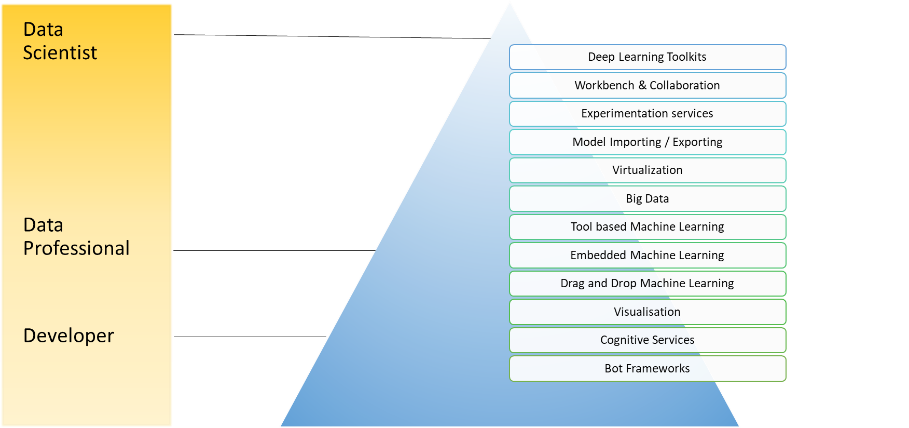 Data
Scientist
Data
Professional
Developer
Deep Learning Toolkits
Workbench & Collaboration
Experimentation services
Model Importing / Exporting
Virtualization
Big Data
Tool based Machine Learning
Embedded Machine Learning
Drag and Drop Machine Learning
Visualisation
Cognitive Services
Bot Frameworks